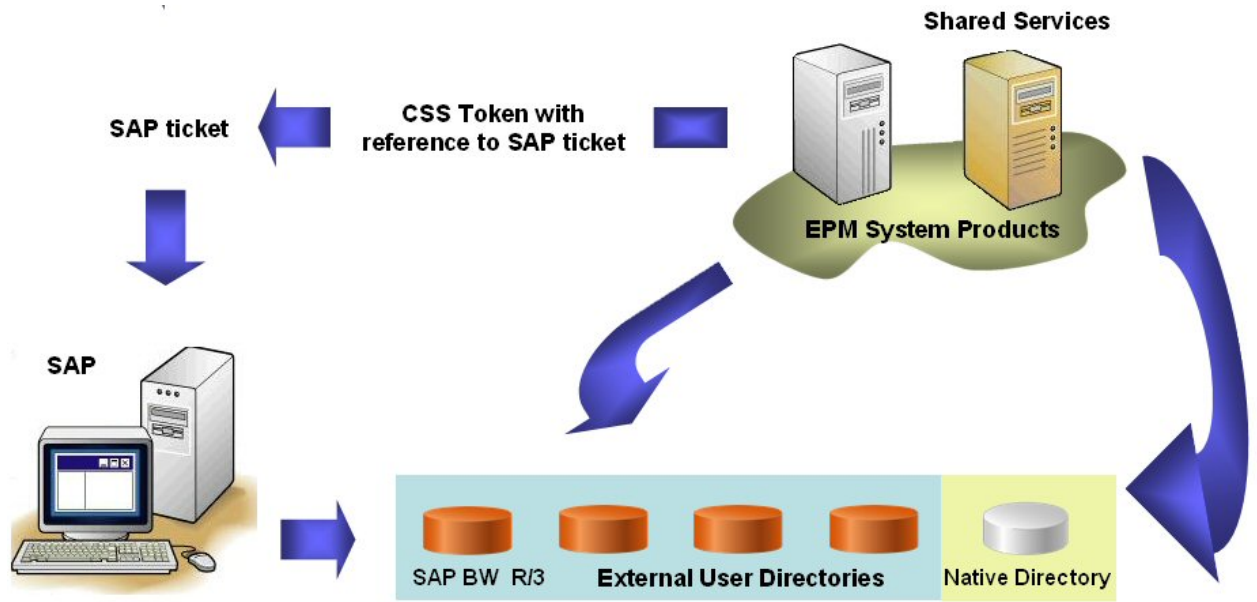 Shared Services
CSS Token with
reference to SAP ticket
SAP ticket
EPM System Products
SAP
SAP BW R/3
External User Directories
Native Directory